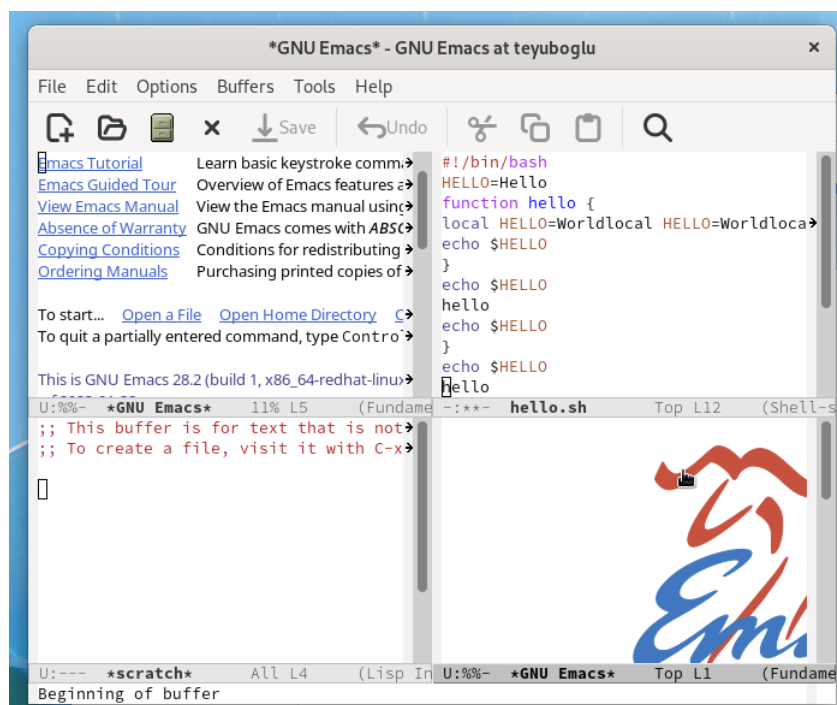 *GNU Emacs* - GNU Emacs at teyuboglu
File Edit Options Buffers Tools Help
Save Undo
Emacs Tutorial Learn basic keystroke comm
Emacs Guided Tour Overview of Emacs features a
View Emacs Manual View the Emacs manual using
Absence of Warranty GNU Emacs comes with ABSO
Copying Conditions Conditions for redistributing
Ordering Manuals Purchasing printed copies of
To start... Open a File Open Home Directory C
To quit a partially entered command, type Contro
This is GNU Emacs 28.2 (build 1, x86_64-redhat-linux
U:%%- *GNU Emacs* 11% L5 (Fundame
#!/bin/bash
HELLO=Hello
function hello {
local HELLO=Worldlocal HELLO=Worldloca
echo $HELLO
}
echo $HELLO
hello
echo $HELLO
}
echo $HELLO
hello
-:**- hello.sh Top L12 (Shell-s
;; This buffer is for text that is not
;; To create a file, visit it with C-x
U:--- *scratch* All L4 (Lisp In
Em
U:%%- *GNU Emacs* Top L1 (Fundame
Beginning of buffer